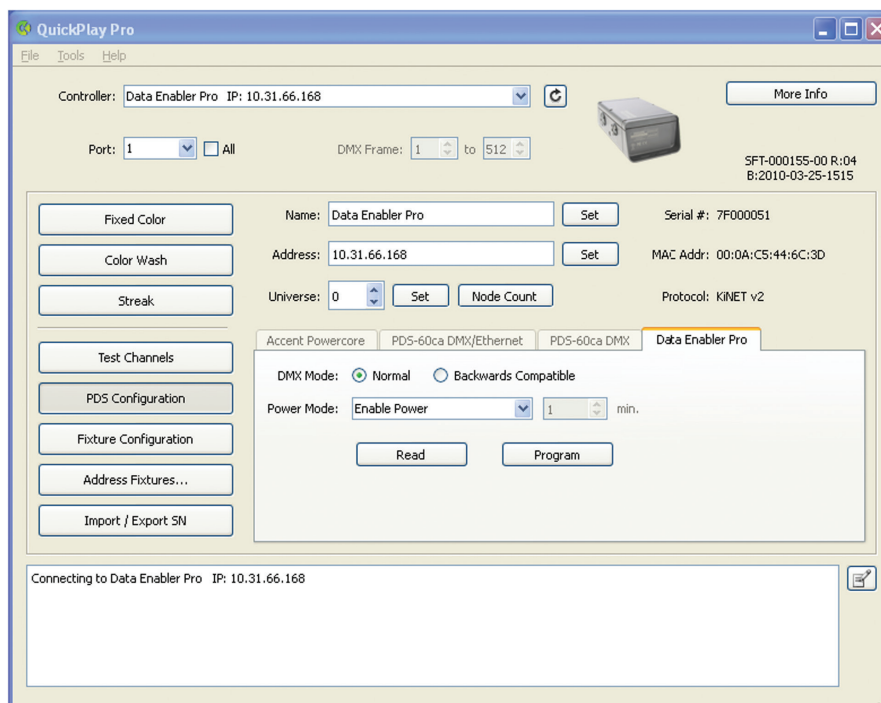 QuickPlay Pro
File Tools Help
Controller: Data Enabler Pro IP: 10.31.66.168
More Info
Port: 1 All DMX Frame: 1 to 512
SFT-000155-00 R:04
B:2010-03-25-1515
Fixed Color
Color Wash
Streak
Test Channels
PDS Configuration
Fixture Configuration
Address Fixtures...
Import / Export SN
Name: Data Enabler Pro Set Serial #: 7F000051
Address: 10.31.66.168 Set MAC Addr: 00:0A:C5:44:6C:3D
Universe: 0 Set Node Count Protocol: KiNET v2
Accent Powercore PDS-60ca DMX/Ethernet PDS-60ca DMX Data Enabler Pro
DMX Mode: Normal Backwards Compatible
Power Mode: Enable Power 1 min.
Read Program
Connecting to Data Enabler Pro IP: 10.31.66.168